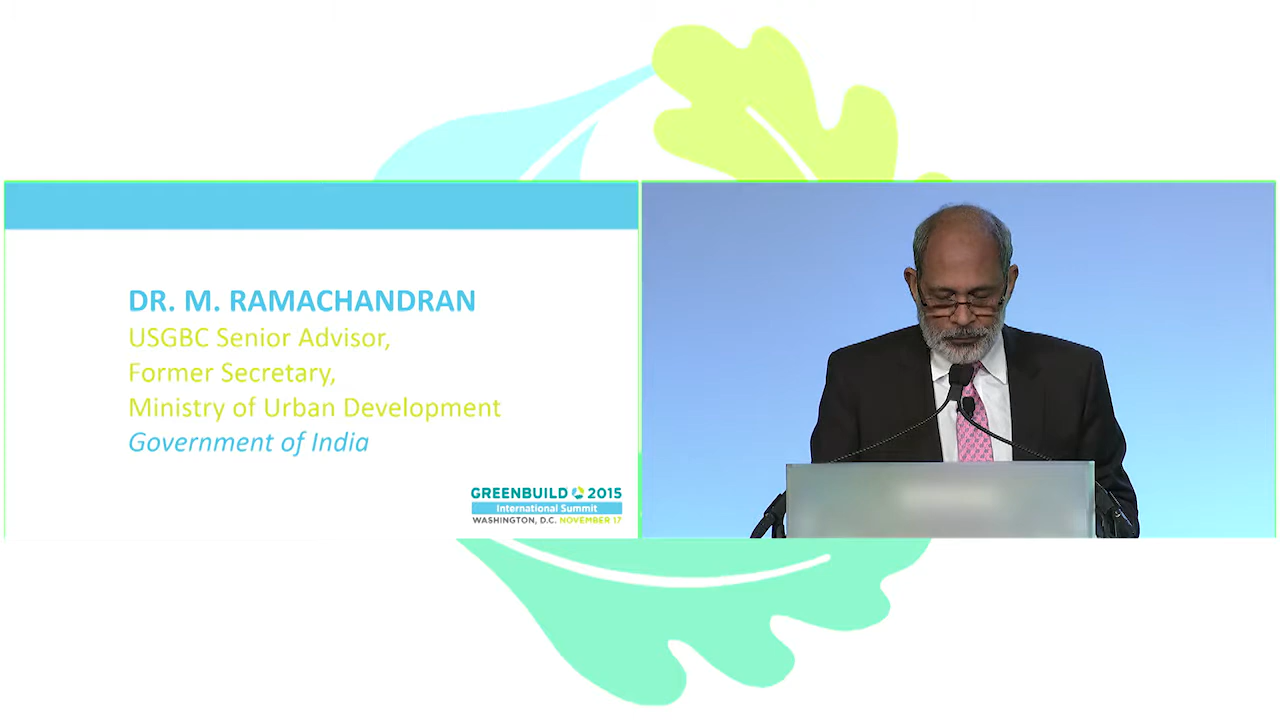 DR. M. RAMACHANDRAN
USGBC Senior Advisor,
Former Secretary,
Ministry of Urban Development
Government of India
GREENBUILD 2015
International Summit
WASHINGTON, D.C. NOVEMBER 17